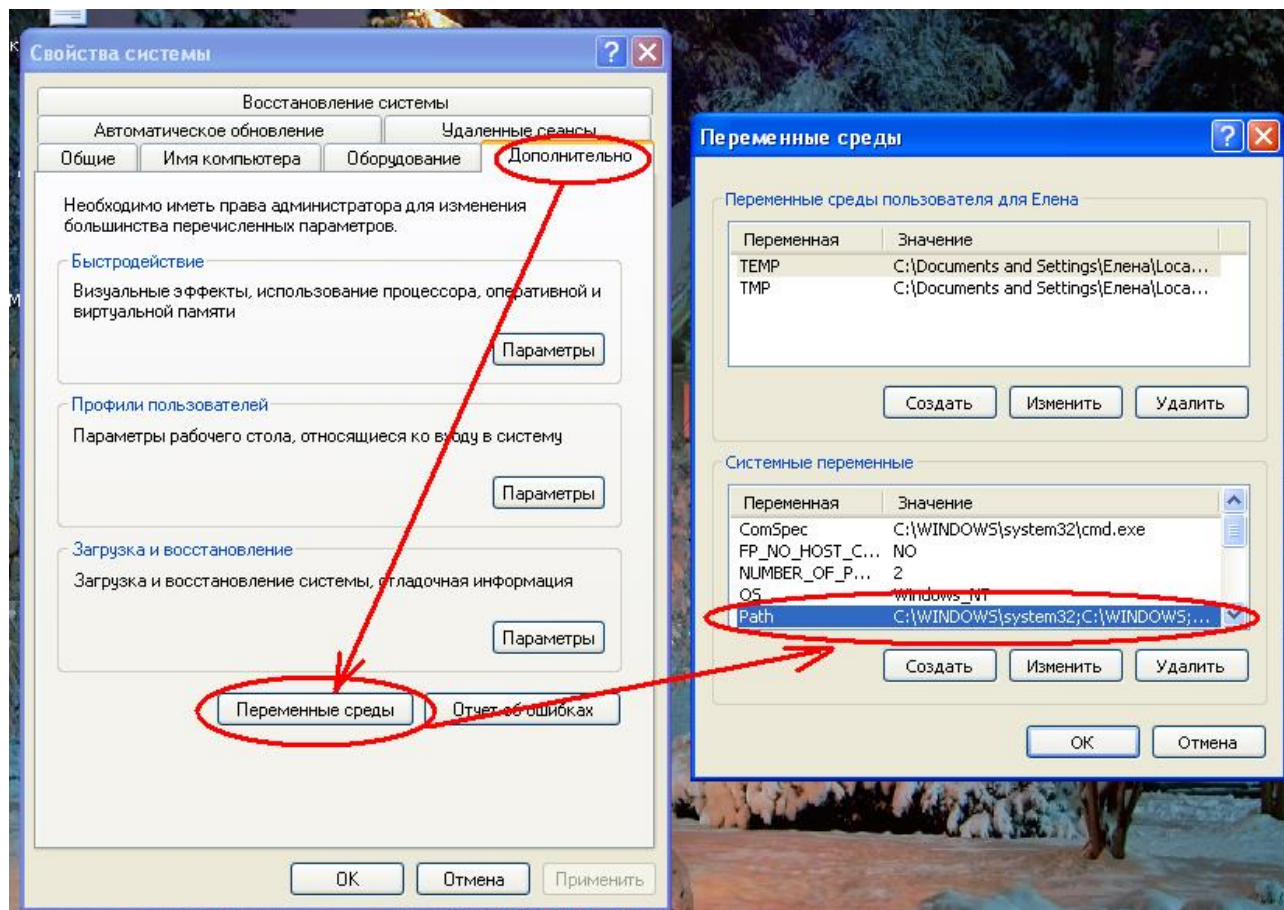 Свойства системы
Восстановление системы
Автоматическое обновление
Удаленные сеансы
Общие
Имя компьютера
Оборудование
Дополнительно
Необходимо иметь права администратора для изменения
большинства перечисленных параметров.
Быстродействие
Визуальные эффекты, использование процессора, оперативной и
виртуальной памяти
Параметры
Профили пользователей
Параметры рабочего стола, относящиеся ко входу в систему
Параметры
Загрузка и восстановление
Загрузка и восстановление системы, отладочная информация
Параметры
Переменные среды
Отчет об ошибках
OK
Отмена
Применить
Переменные среды
Переменные среды пользователя для Елена
Переменная Значение
TEMP C:\Documents and Settings\Елена\Loca...
TMP C:\Documents and Settings\Елена\Loca...
Создать
Изменить
Удалить
Системные переменные
Переменная Значение
ComSpec C:\WINDOWS\system32\cmd.exe
FP_NO_HOST_C... NO
NUMBER_OF_P... 2
OS Windows_NT
Path C:\WINDOWS\system32;C:\WINDOWS;...
Создать
Изменить
Удалить
OK
Отмена